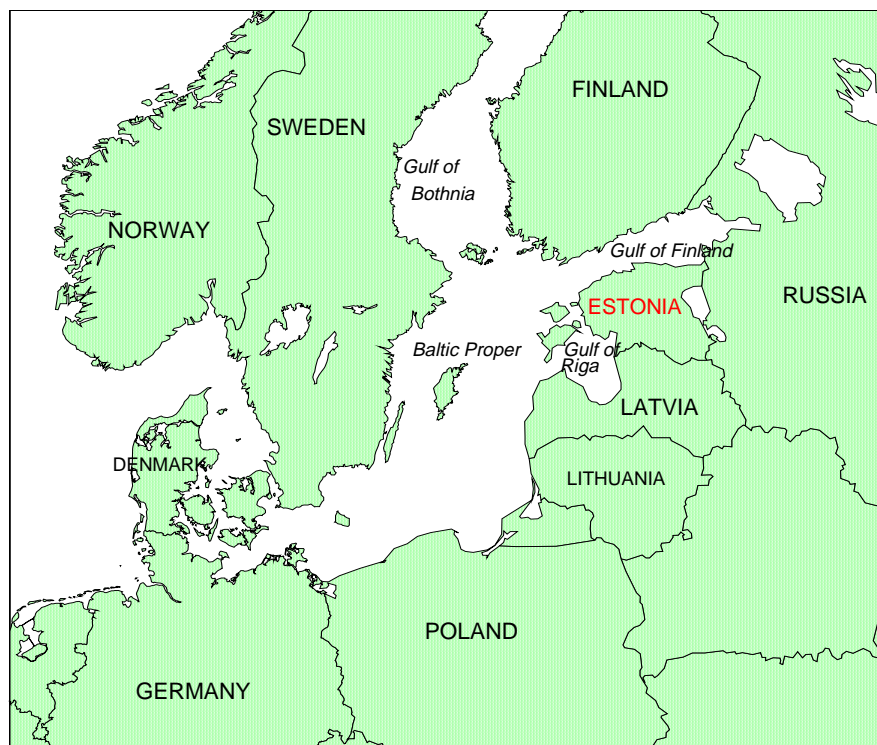 FINLAND
SWEDEN
Gulf of
Bothnia
NORWAY
Gulf of Finland
RUSSIA
ESTONIA
Baltic Proper
Gulf of
Riga
LATVIA
DENMARK
LITHUANIA
POLAND
GERMANY